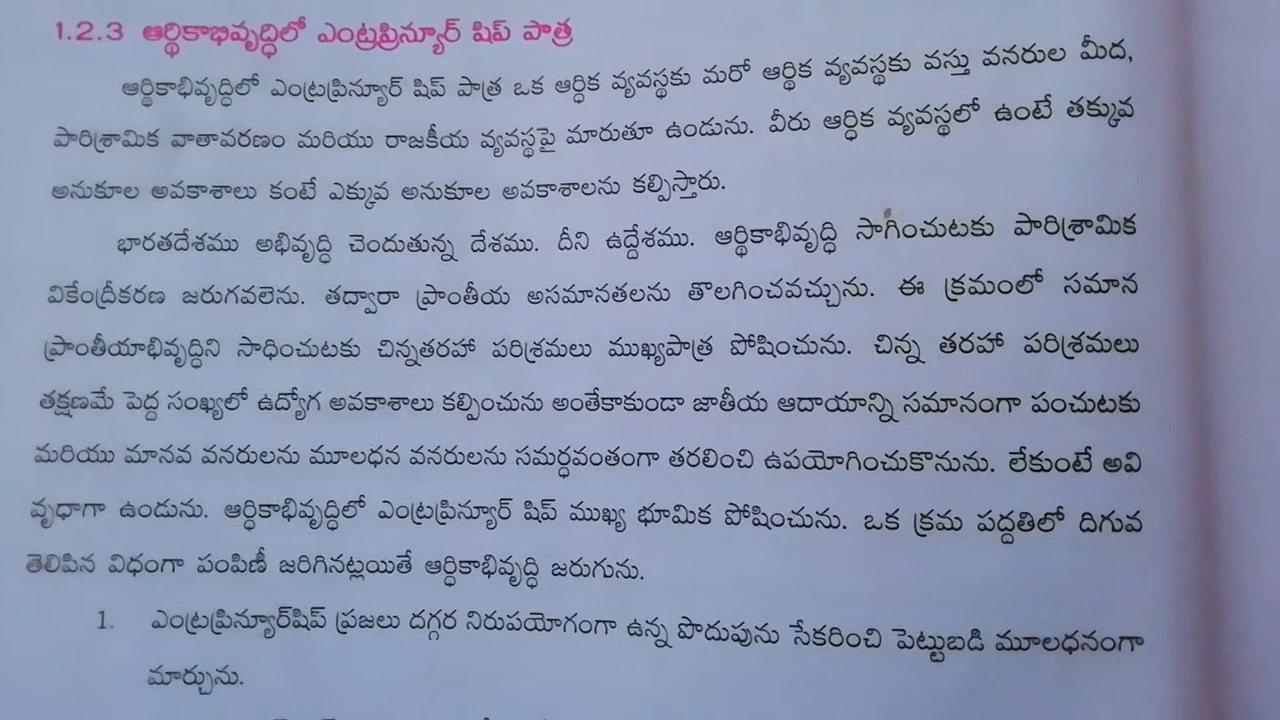 1.2.3 ఆర్థికాభివృద్ధిలో ఎంట్రప్రిన్యూర్ షిప్ పాత్ర
ఆర్థికాభివృద్ధిలో ఎంట్రప్రిన్యూర్ షిప్ పాత్ర ఒక ఆర్ధిక వ్యవస్థకు మరో ఆర్థిక వ్యవస్థకు వస్తు వనరుల మీద,
పారిశ్రామిక వాతావరణం మరియు రాజకీయ వ్యవస్థపై మారుతూ ఉండును. వీరు ఆర్ధిక వ్యవస్థలో ఉంటే తక్కువ
అనుకూల అవకాశాలు కంటే ఎక్కువ అనుకూల అవకాశాలను కల్పిస్తారు.
భారతదేశము అభివృద్ధి చెందుతున్న దేశము. దీని ఉద్దేశము. ఆర్థికాభివృద్ధి సాగించుటకు పారిశ్రామిక
వికేంద్రీకరణ జరుగవలెను. తద్వారా ప్రాంతీయ అసమానతలను తొలగించవచ్చును. ఈ క్రమంలో సమాన
ప్రాంతీయాభివృద్ధిని సాధించుటకు చిన్నతరహా పరిశ్రమలు ముఖ్యపాత్ర పోషించును. చిన్న తరహా పరిశ్రమలు
తక్షణమే పెద్ద సంఖ్యలో ఉద్యోగ అవకాశాలు కల్పించును అంతేకాకుండా జాతీయ ఆదాయాన్ని సమానంగా పంచుటకు
మరియు మానవ వనరులను మూలధన వనరులను సమర్ధవంతంగా తరలించి ఉపయోగించుకొనును. లేకుంటే అవి
వృధాగా ఉండును. ఆర్ధికాభివృద్ధిలో ఎంట్రప్రిన్యూర్ షిప్ ముఖ్య భూమిక పోషించును. ఒక క్రమ పద్దతిలో దిగువ
తెలిపిన విధంగా పంపిణీ జరిగినట్లయితే ఆర్ధికాభివృద్ధి జరుగును.
1. ఎంట్రప్రిన్యూర్‌షిప్ ప్రజలు దగ్గర నిరుపయోగంగా ఉన్న పొదుపును సేకరించి పెట్టుబడి మూలధనంగా
మార్చును.